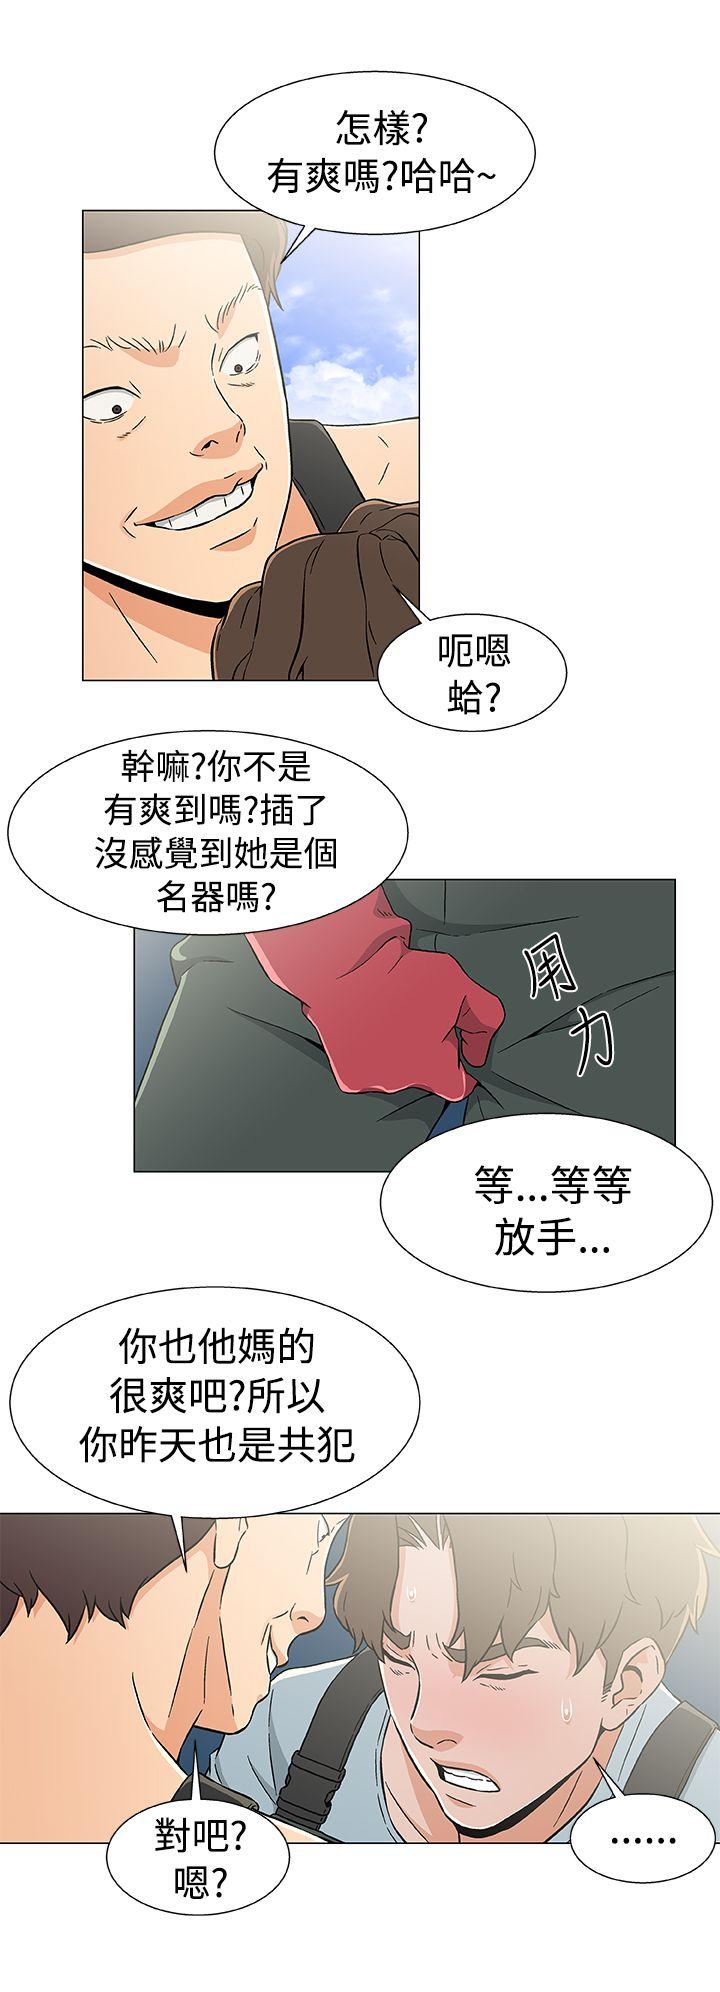 怎樣?
有爽嗎?哈哈~
呃嗯
蛤?
幹嘛?你不是
有爽到嗎?插了
沒感覺到她是個
名器嗎?
用
力
等...等等
放手...
你也他媽的
很爽吧?所以
你昨天也是共犯
對吧?
嗯?
……